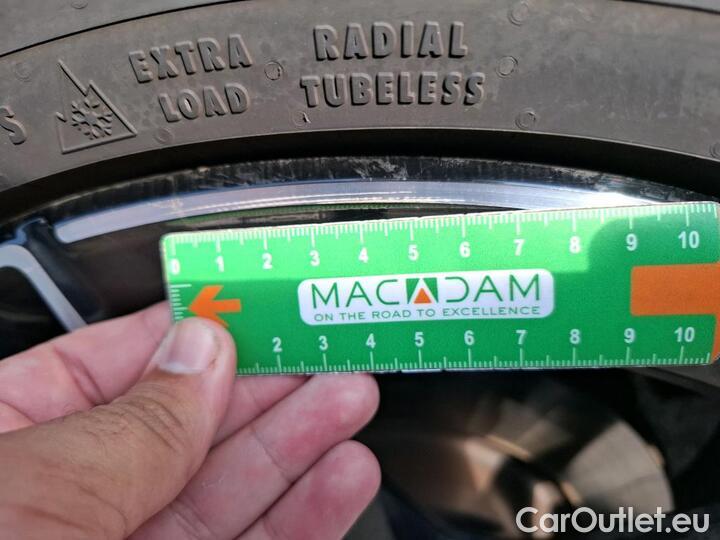 EXTRA
LOAD
RADIAL
TUBELESS
S
0 1 2 3 4 5 6 7 8 9 10
MACADAM
ON THE ROAD TO EXCELLENCE
2 3 4 5 6 7 8 9 10
CarOutlet.eu